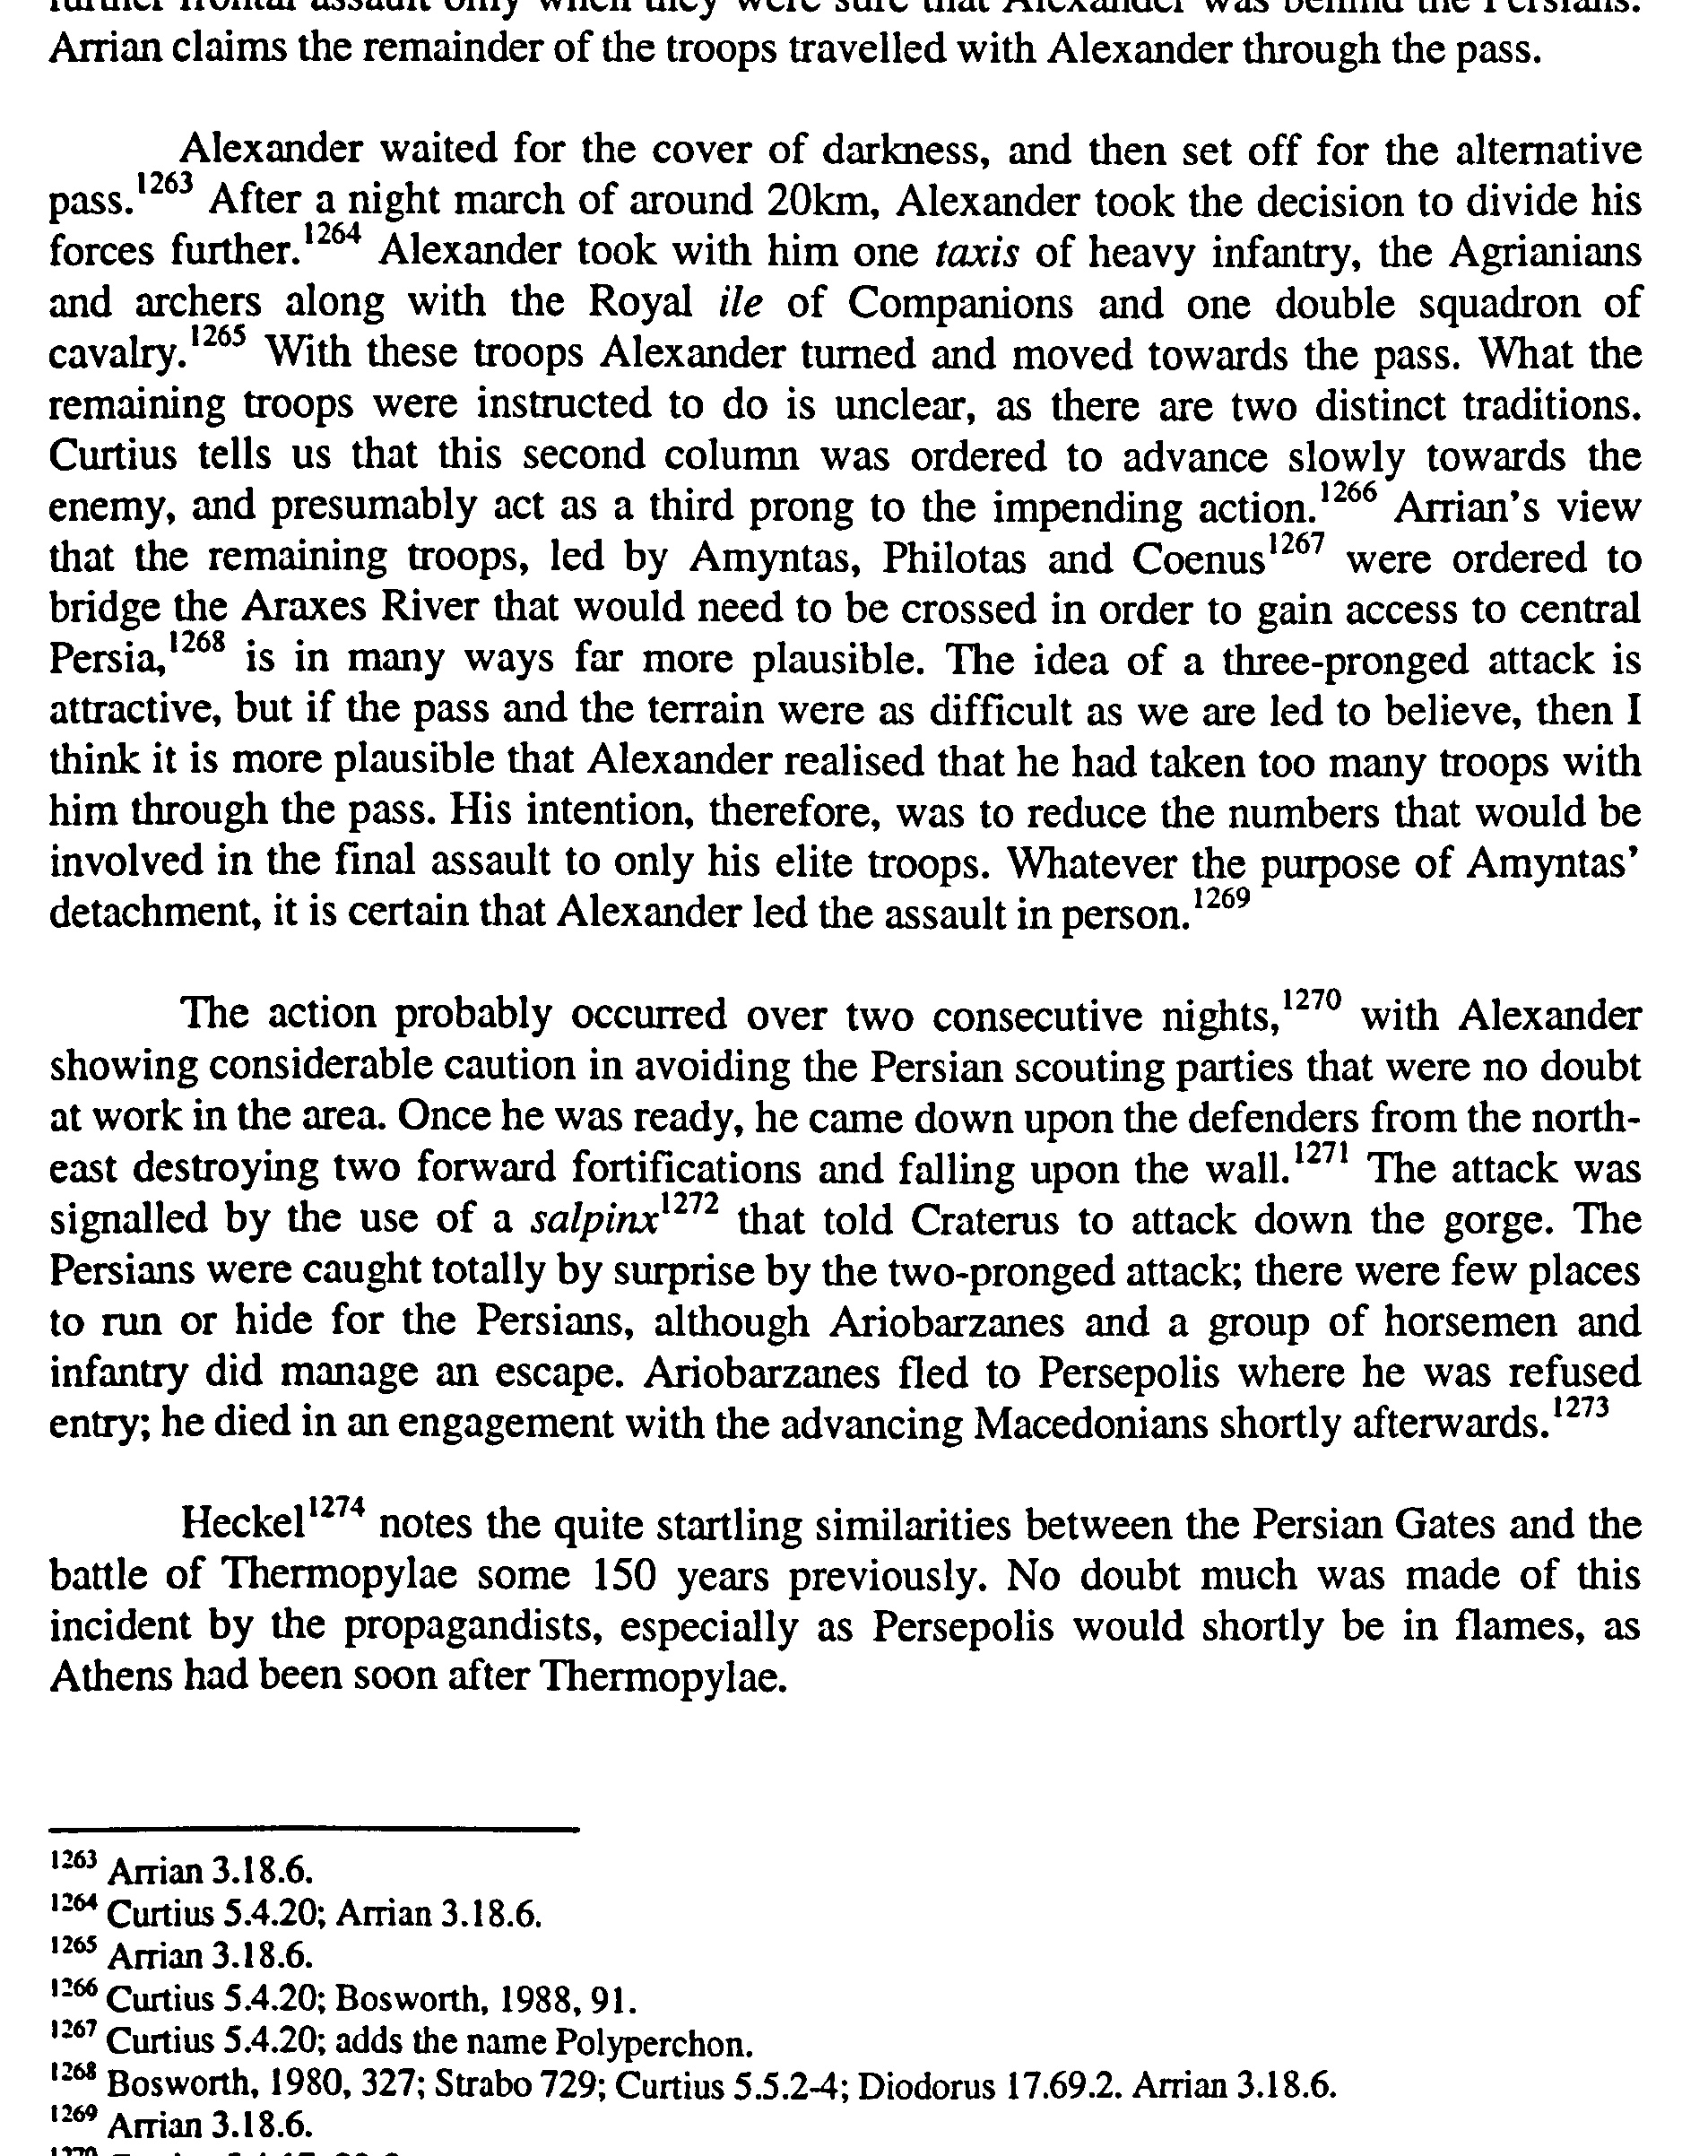 further frontal assault only when they were sure that Alexander was behind the Persians.
Arrian claims the remainder of the troops travelled with Alexander through the pass.
Alexander waited for the cover of darkness, and then set off for the alternative
pass.1263 After a night march of around 20km, Alexander took the decision to divide his
forces further.1264 Alexander took with him one taxis of heavy infantry, the Agrianians
and archers along with the Royal ile of Companions and one double squadron of
cavalry.1265 With these troops Alexander turned and moved towards the pass. What the
remaining troops were instructed to do is unclear, as there are two distinct traditions.
Curtius tells us that this second column was ordered to advance slowly towards the
enemy, and presumably act as a third prong to the impending action.1266 Arrian's view
that the remaining troops, led by Amyntas, Philotas and Coenus1267 were ordered to
bridge the Araxes River that would need to be crossed in order to gain access to central
Persia,1268 is in many ways far more plausible. The idea of a three-pronged attack is
attractive, but if the pass and the terrain were as difficult as we are led to believe, then I
think it is more plausible that Alexander realised that he had taken too many troops with
him through the pass. His intention, therefore, was to reduce the numbers that would be
involved in the final assault to only his elite troops. Whatever the purpose of Amyntas'
detachment, it is certain that Alexander led the assault in person.1269
The action probably occurred over two consecutive nights,1270 with Alexander
showing considerable caution in avoiding the Persian scouting parties that were no doubt
at work in the area. Once he was ready, he came down upon the defenders from the north-
east destroying two forward fortifications and falling upon the wall.1271 The attack was
signalled by the use of a salpinx1272 that told Craterus to attack down the gorge. The
Persians were caught totally by surprise by the two-pronged attack; there were few places
to run or hide for the Persians, although Ariobarzanes and a group of horsemen and
infantry did manage an escape. Ariobarzanes fled to Persepolis where he was refused
entry; he died in an engagement with the advancing Macedonians shortly afterwards.1273
Heckel1274 notes the quite startling similarities between the Persian Gates and the
battle of Thermopylae some 150 years previously. No doubt much was made of this
incident by the propagandists, especially as Persepolis would shortly be in flames, as
Athens had been soon after Thermopylae.
1263 Arrian 3.18.6.
1264 Curtius 5.4.20; Arrian 3.18.6.
1265 Arrian 3.18.6.
1266 Curtius 5.4.20; Bosworth, 1988, 91.
1267 Curtius 5.4.20; adds the name Polyperchon.
1268 Bosworth, 1980, 327; Strabo 729; Curtius 5.5.2-4; Diodorus 17.69.2. Arrian 3.18.6.
1269 Arrian 3.18.6.
1270